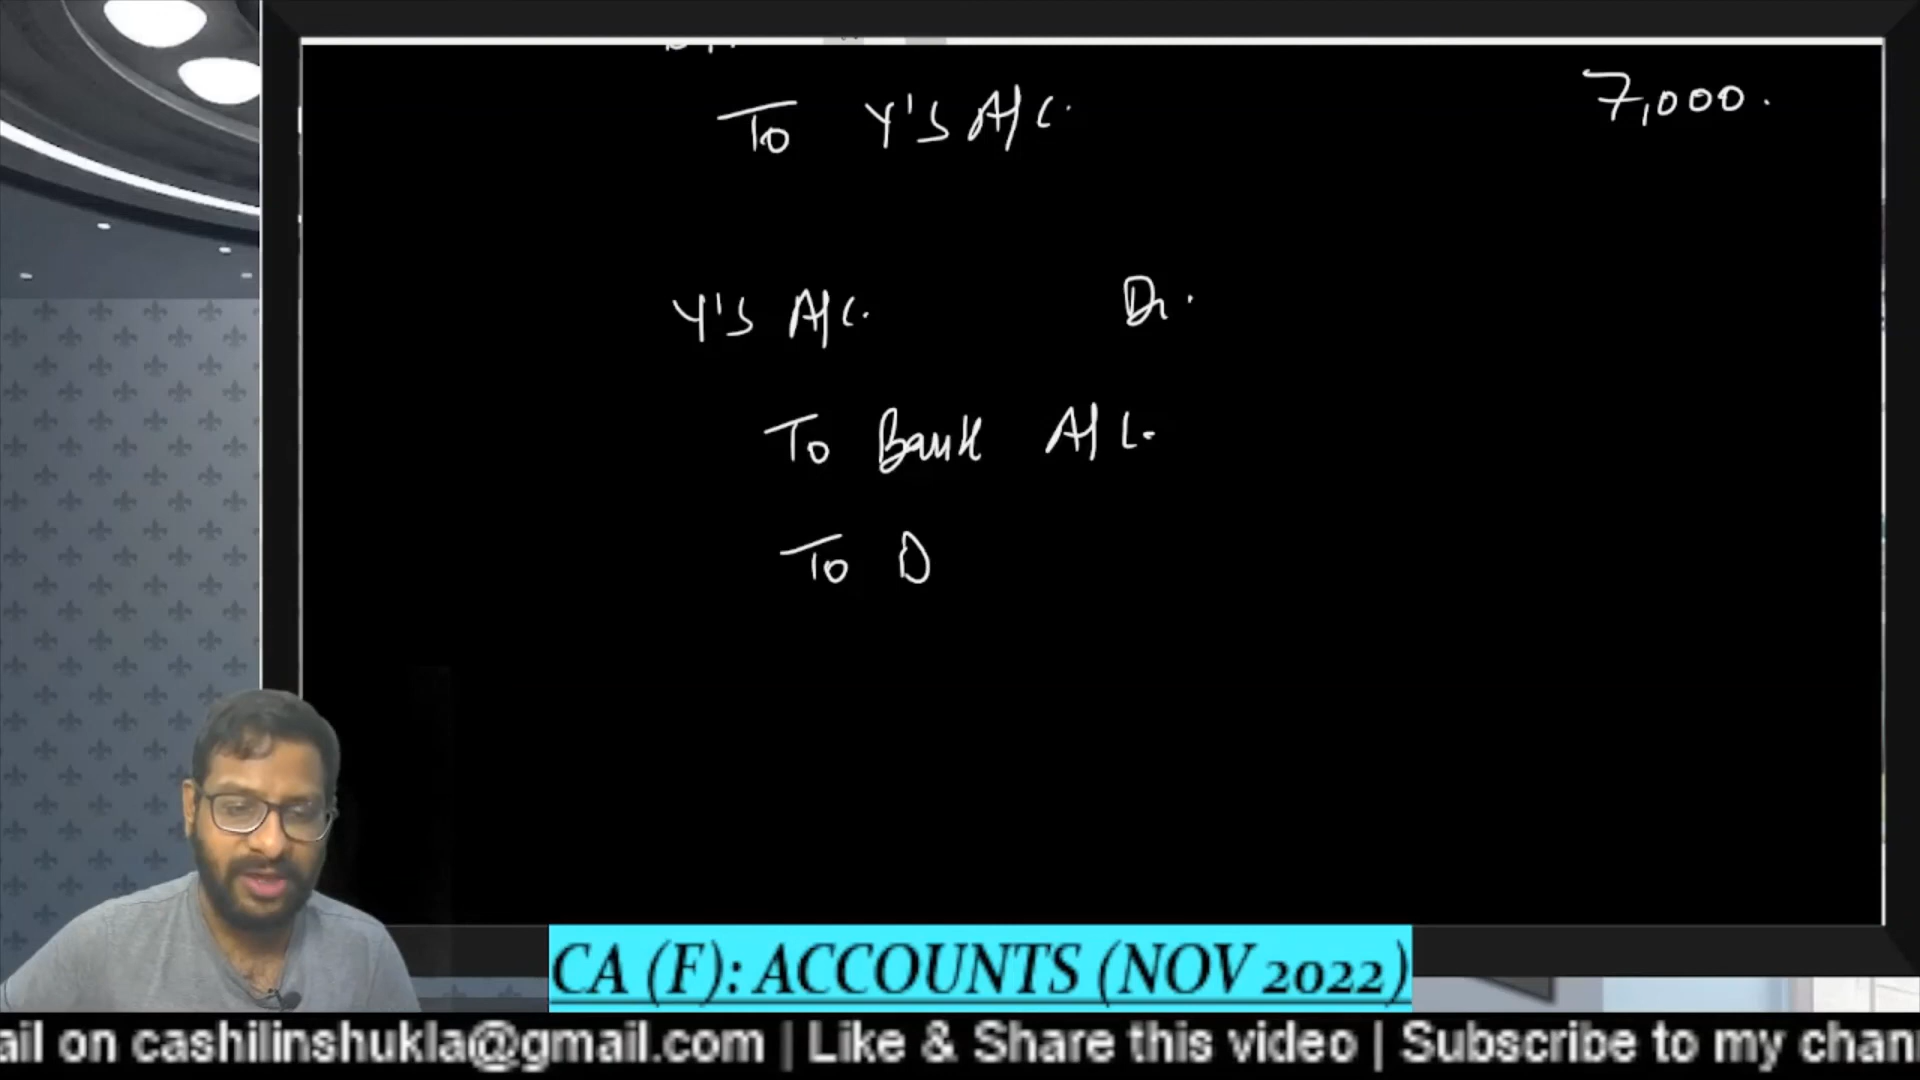 To Y's A/C.
7,000.
Y's A/C. Dr.
To Bank A/C.
To D
CA (F): ACCOUNTS (NOV 2022)
ail on cashilinshukla@gmail.com | Like & Share this video | Subscribe to my chan